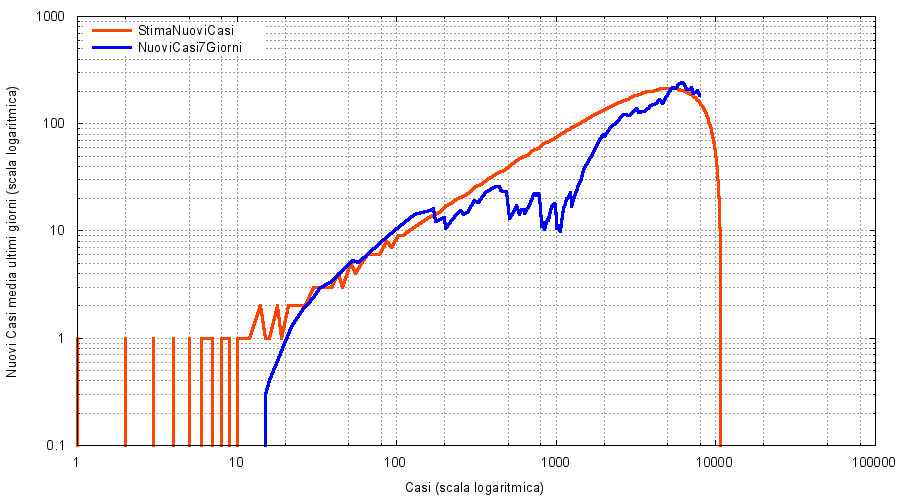 1000
100
10
1
0.1
StimaNuoviCasi
NuoviCasi7Giorni
Nuovi Casi media ultimi giorni (scala logaritmica)
1 10 100 1000 10000 100000
Casi (scala logaritmica)